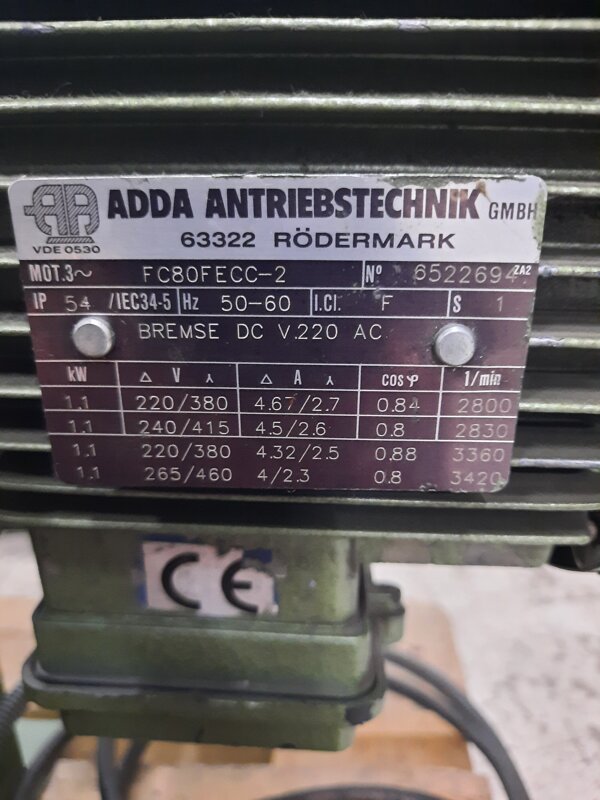 ADDA ANTRIEBSTECHNIK GMBH
VDE 0530
63322 RÖDERMARK
MOT.3~ FC80FECC-2 Nº 6522694 ZA2
IP 54 /IEC34-5 Hz 50-60 I.Cl. F S 1
BREMSE DC V.220 AC
kW Δ V ⅄ Δ A ⅄ cosφ 1/min
1.1 220/380 4.67/2.7 0.84 2800
1.1 240/415 4.5/2.6 0.8 2830
1.1 220/380 4.32/2.5 0.88 3360
1.1 265/460 4/2.3 0.8 3420
CE